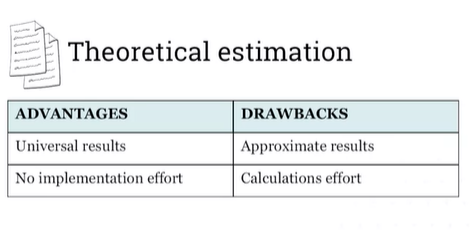 Theoretical estimation
ADVANTAGES DRAWBACKS
Universal results Approximate results
No implementation effort Calculations effort